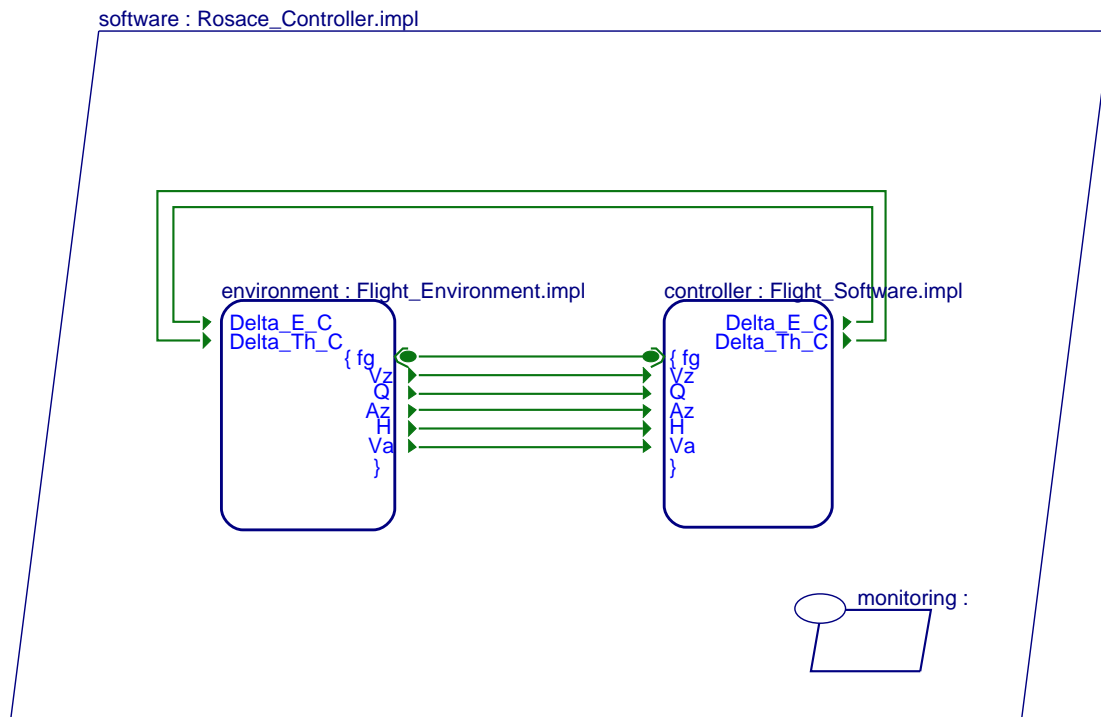 software : Rosace_Controller.impl
environment : Flight_Environment.impl
Delta_E_C
Delta_Th_C
{ fg
Vz
Q
Az
H
Va
}
controller : Flight_Software.impl
Delta_E_C
Delta_Th_C
{ fg
Vz
Q
Az
H
Va
}
monitoring :